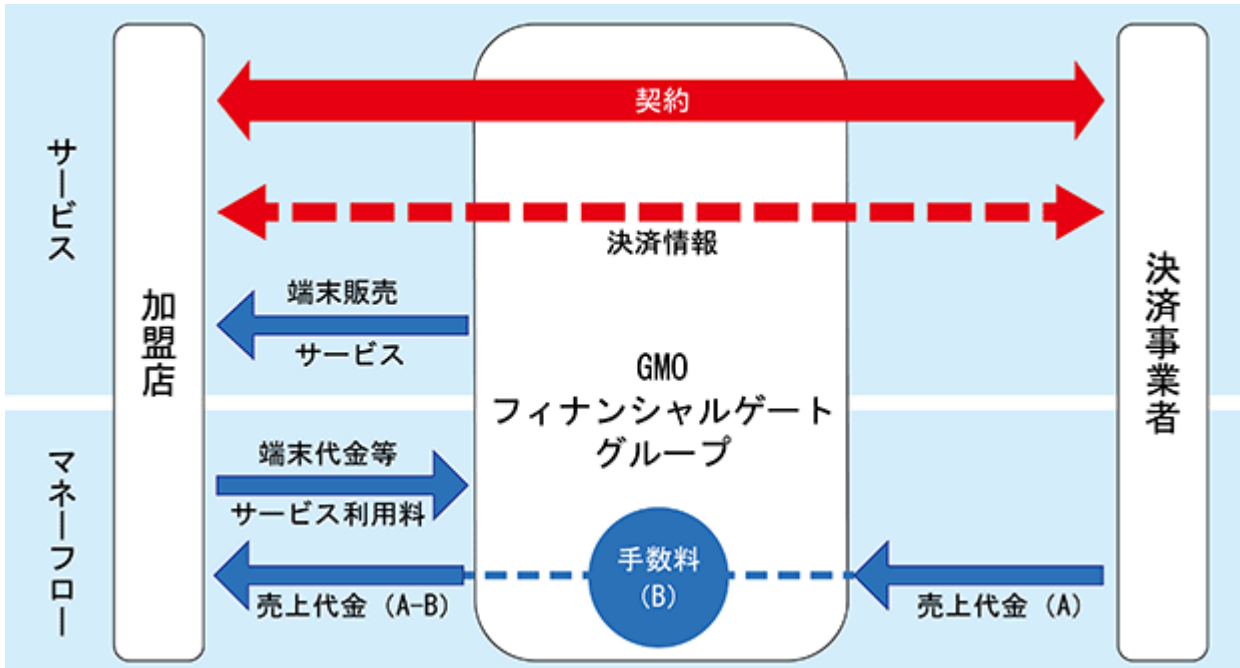 サービス
加盟店
契約
決済情報
端末販売
サービス
GMO
フィナンシャルゲート
グループ
決済事業者
マネーフロー
端末代金等
サービス利用料
手数料
(B)
売上代金（A-B）
売上代金（A）